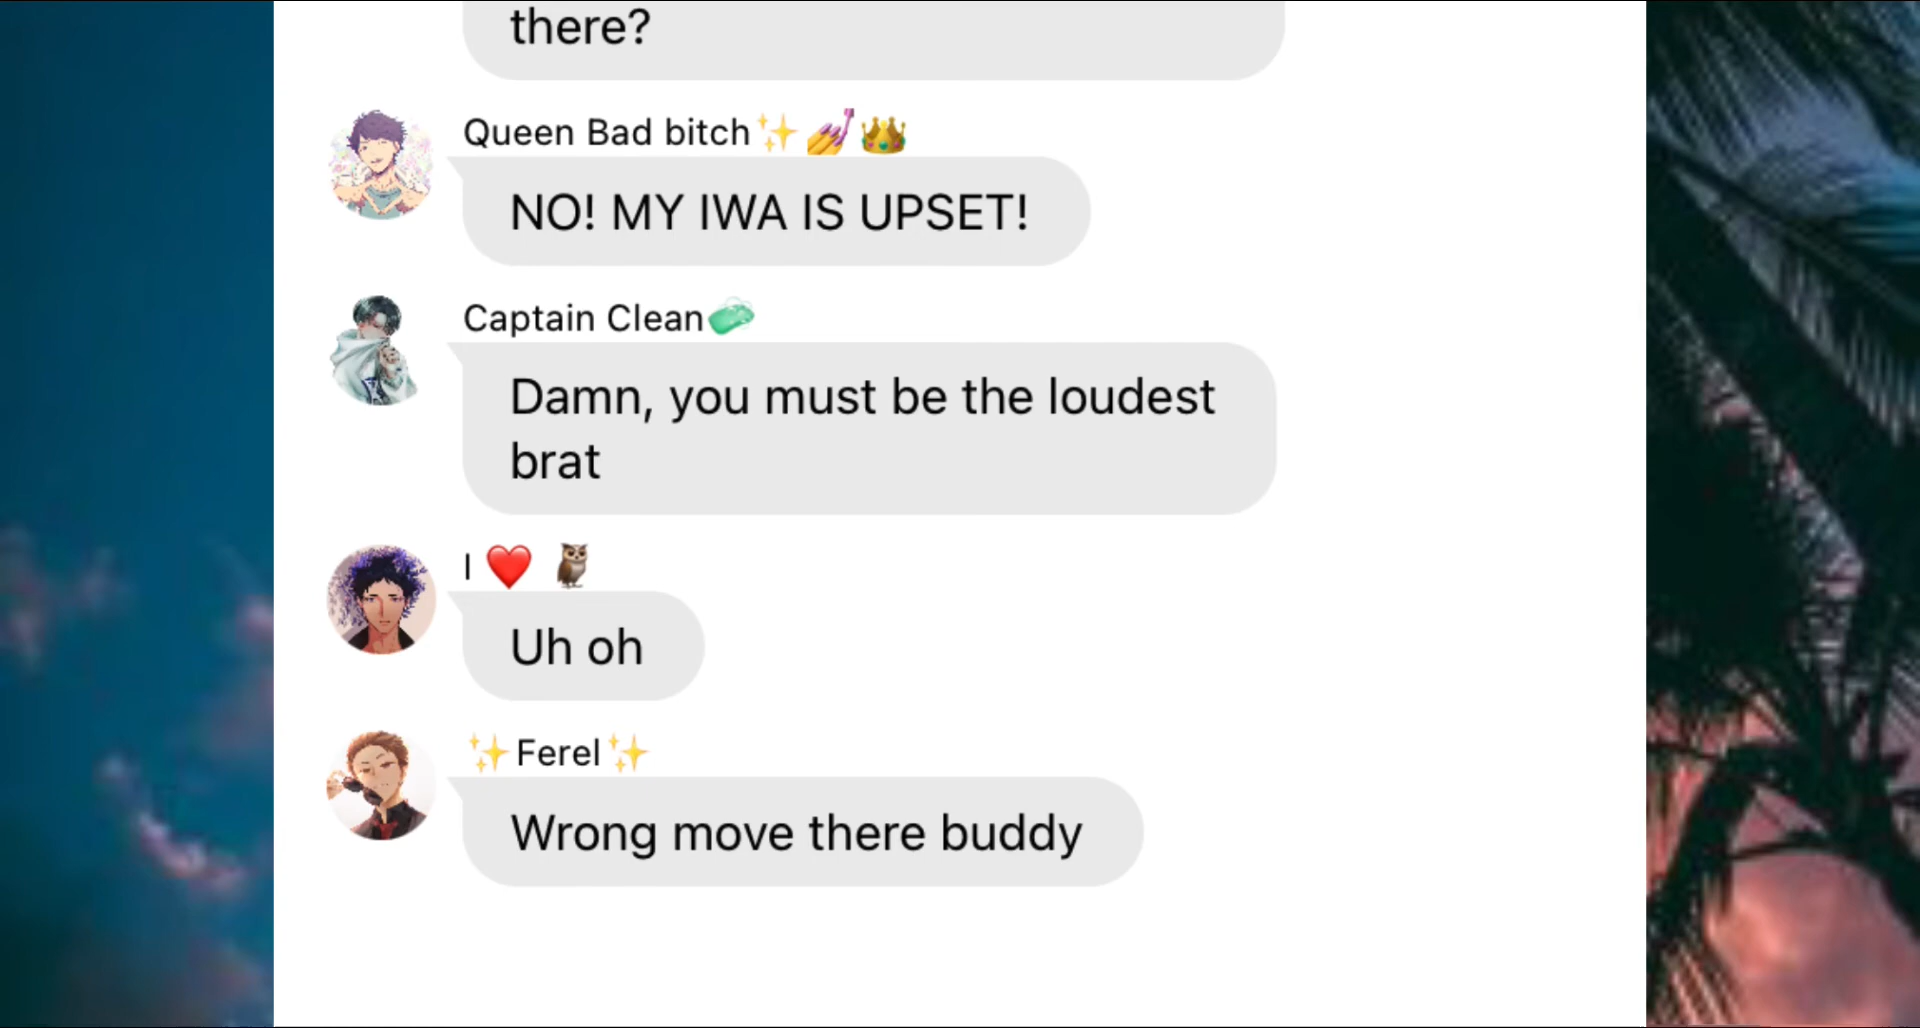 there?
Queen Bad bitch✨💅👑
NO! MY IWA IS UPSET!
Captain Clean🧼
Damn, you must be the loudest
brat
I ❤️ 🦉
Uh oh
✨Ferel✨
Wrong move there buddy